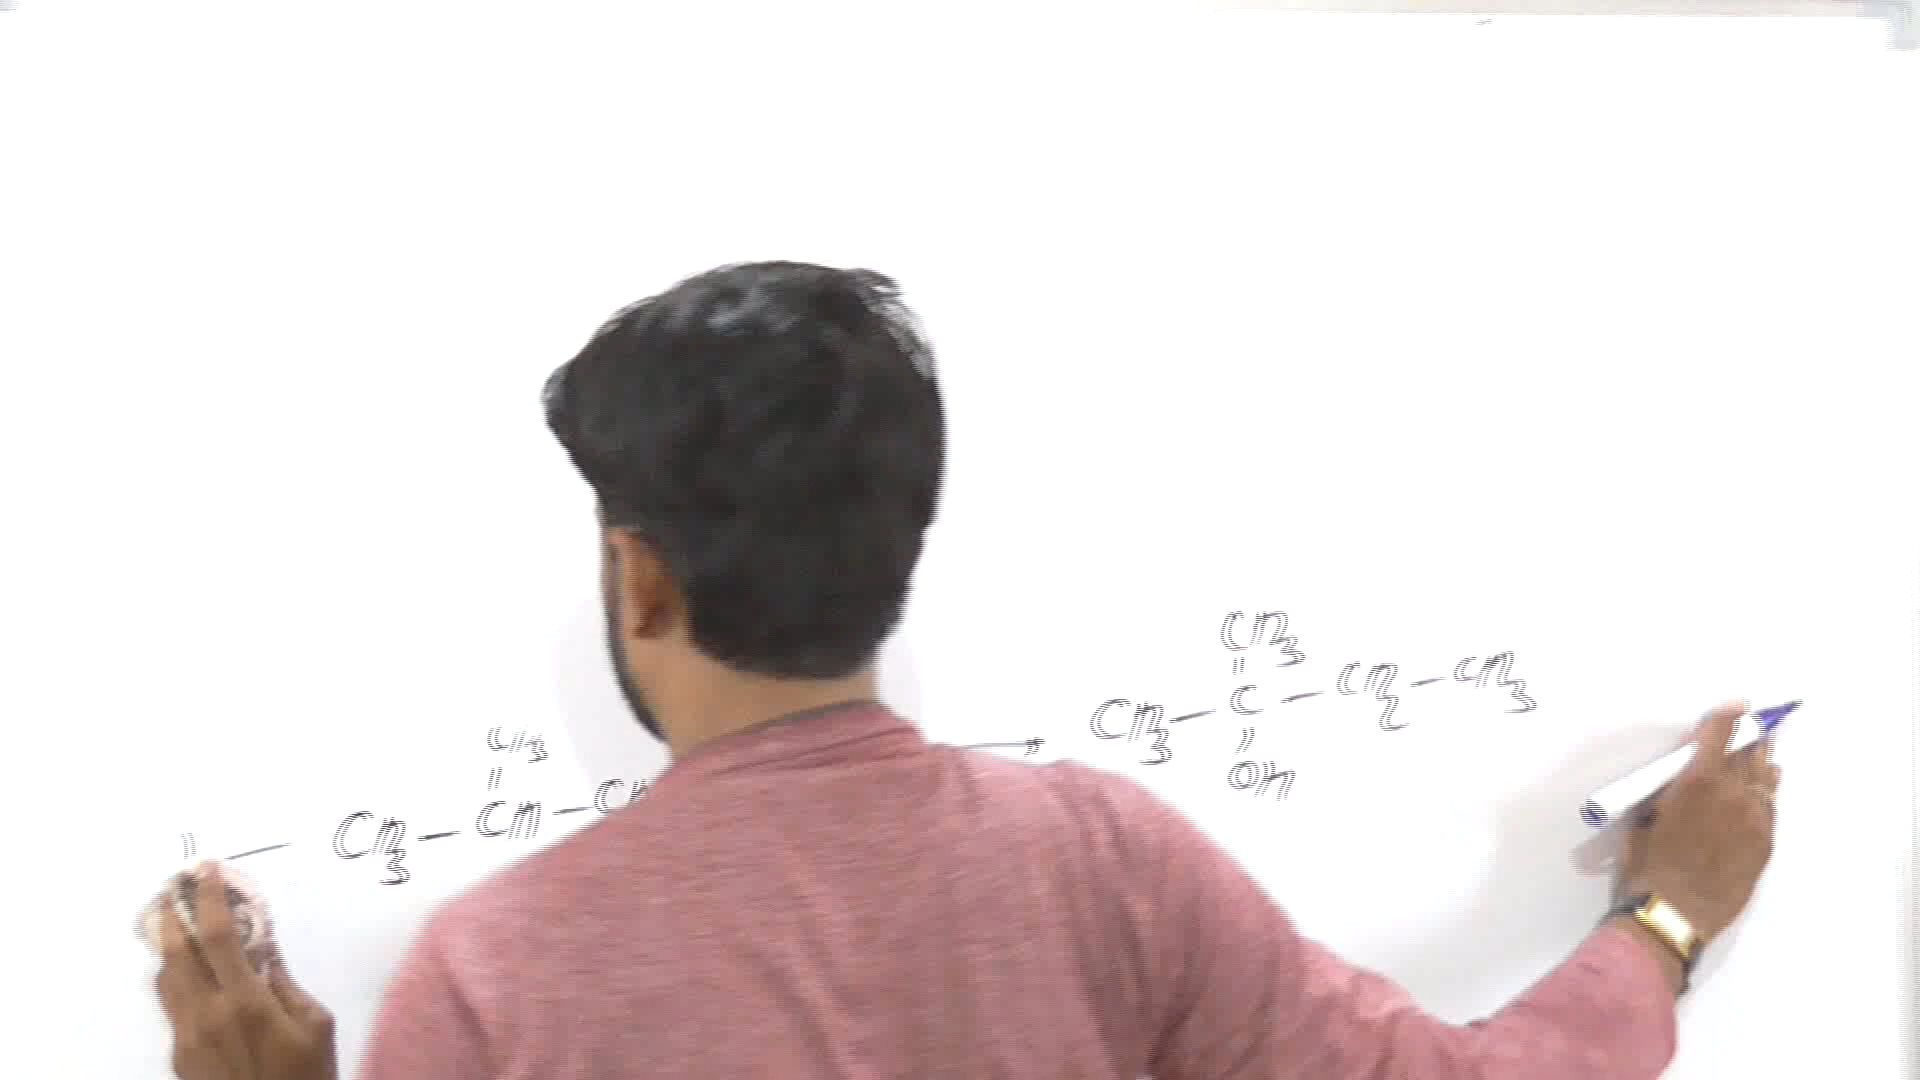 CH3
CH3 — C — CH2 — CH3
OH
CH3
CH3 — CH — CH